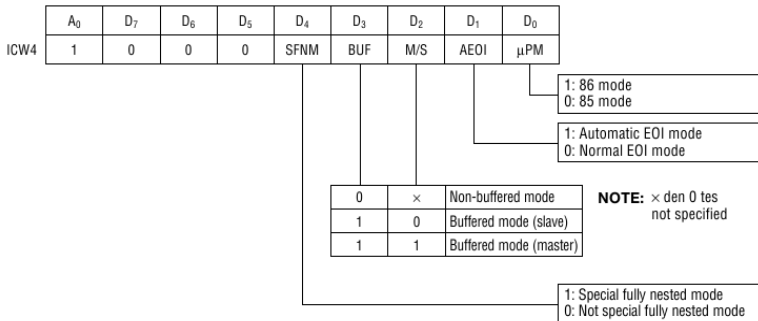 A₀ D₇ D₆ D₅ D₄ D₃ D₂ D₁ D₀
ICW4 1 0 0 0 SFNM BUF M/S AEOI μPM
1: 86 mode
0: 85 mode
1: Automatic EOI mode
0: Normal EOI mode
0 × Non-buffered mode
1 0 Buffered mode (slave)
1 1 Buffered mode (master)
NOTE: × den 0 tes
not specified
1: Special fully nested mode
0: Not special fully nested mode